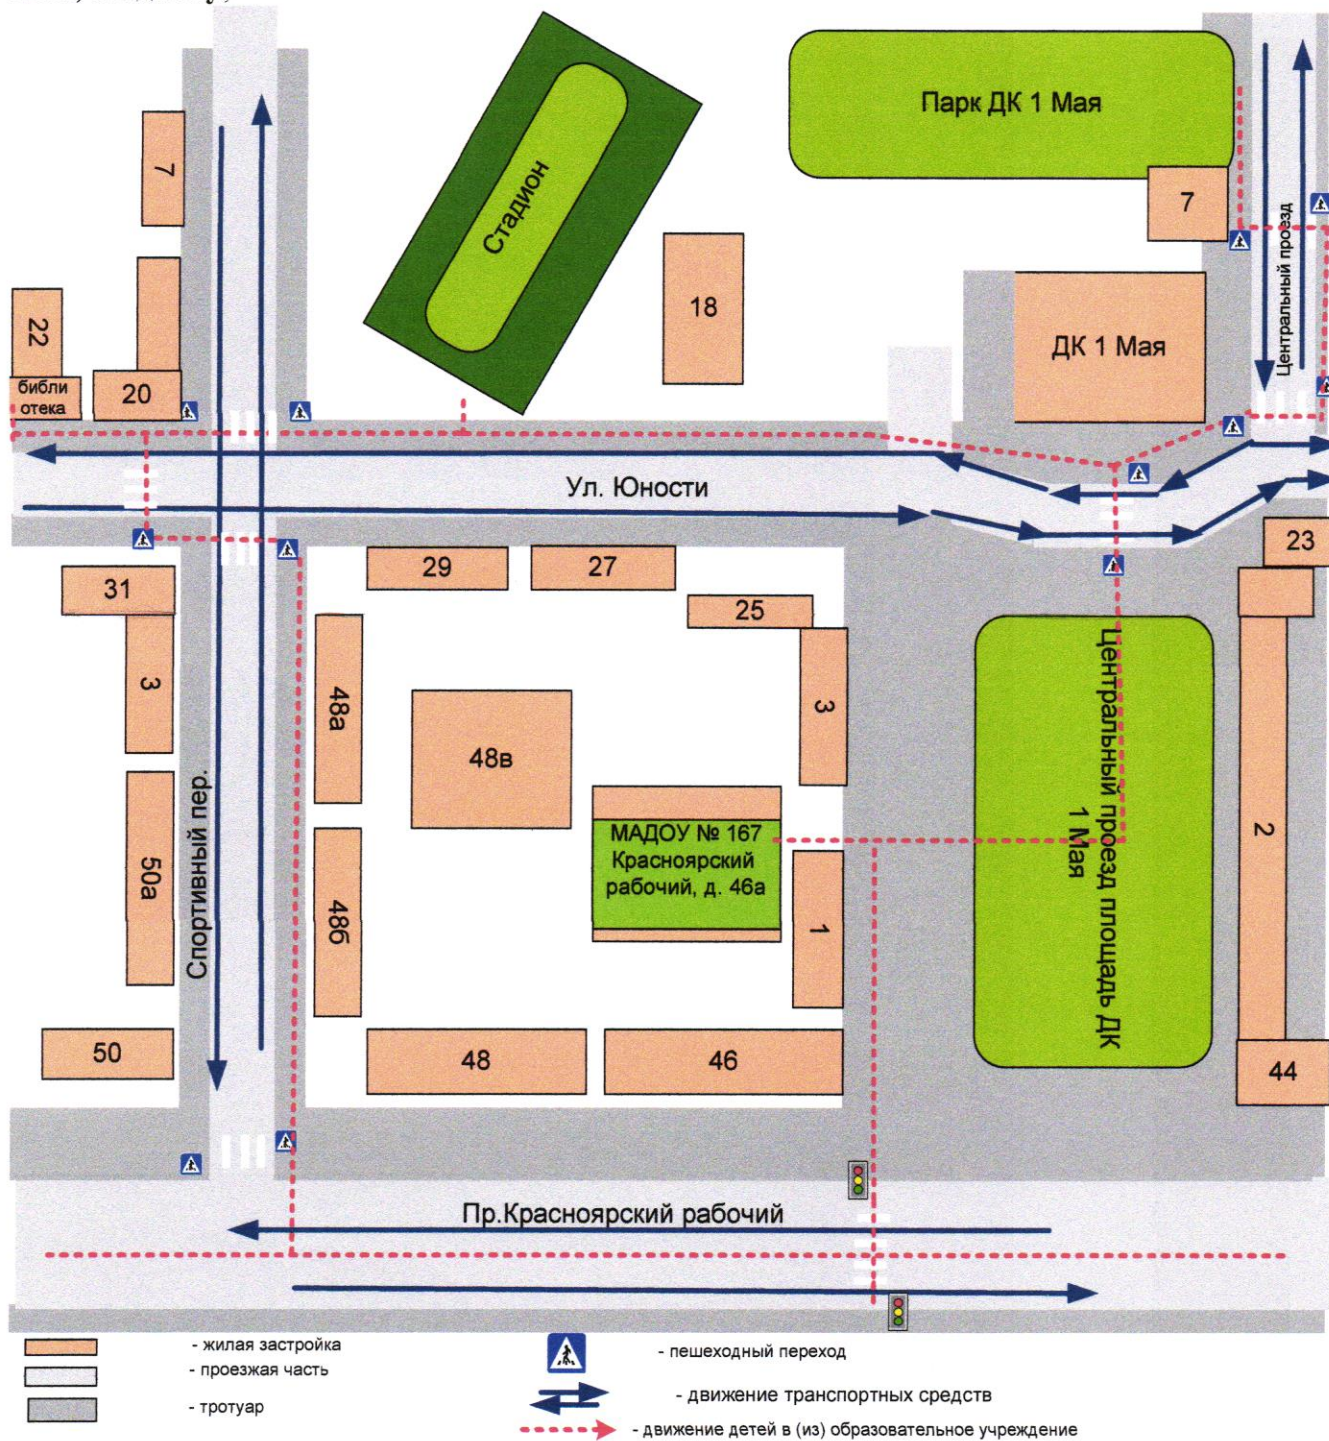 Парк ДК 1 Мая
7
7
Стадион
18
ДК 1 Мая
Центральный проезд
22
библи
отека
20
Ул. Юности
23
29
27
25
31
3
48а
48в
3
Центральный проезд площадь ДК
1 Мая
2
МАДОУ № 167
Красноярский
рабочий, д. 46а
50а
Спортивный пер.
48б
1
50
48
46
44
Пр.Красноярский рабочий
- жилая застройка
- проезжая часть
- тротуар
- пешеходный переход
- движение транспортных средств
- движение детей в (из) образовательное учреждение